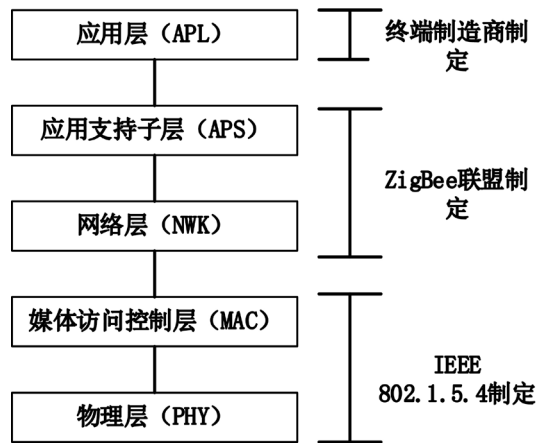 应用层（APL）
终端制造商制
定
应用支持子层（APS）
ZigBee联盟制
定
网络层（NWK）
媒体访问控制层（MAC）
IEEE
802.1.5.4制定
物理层（PHY）